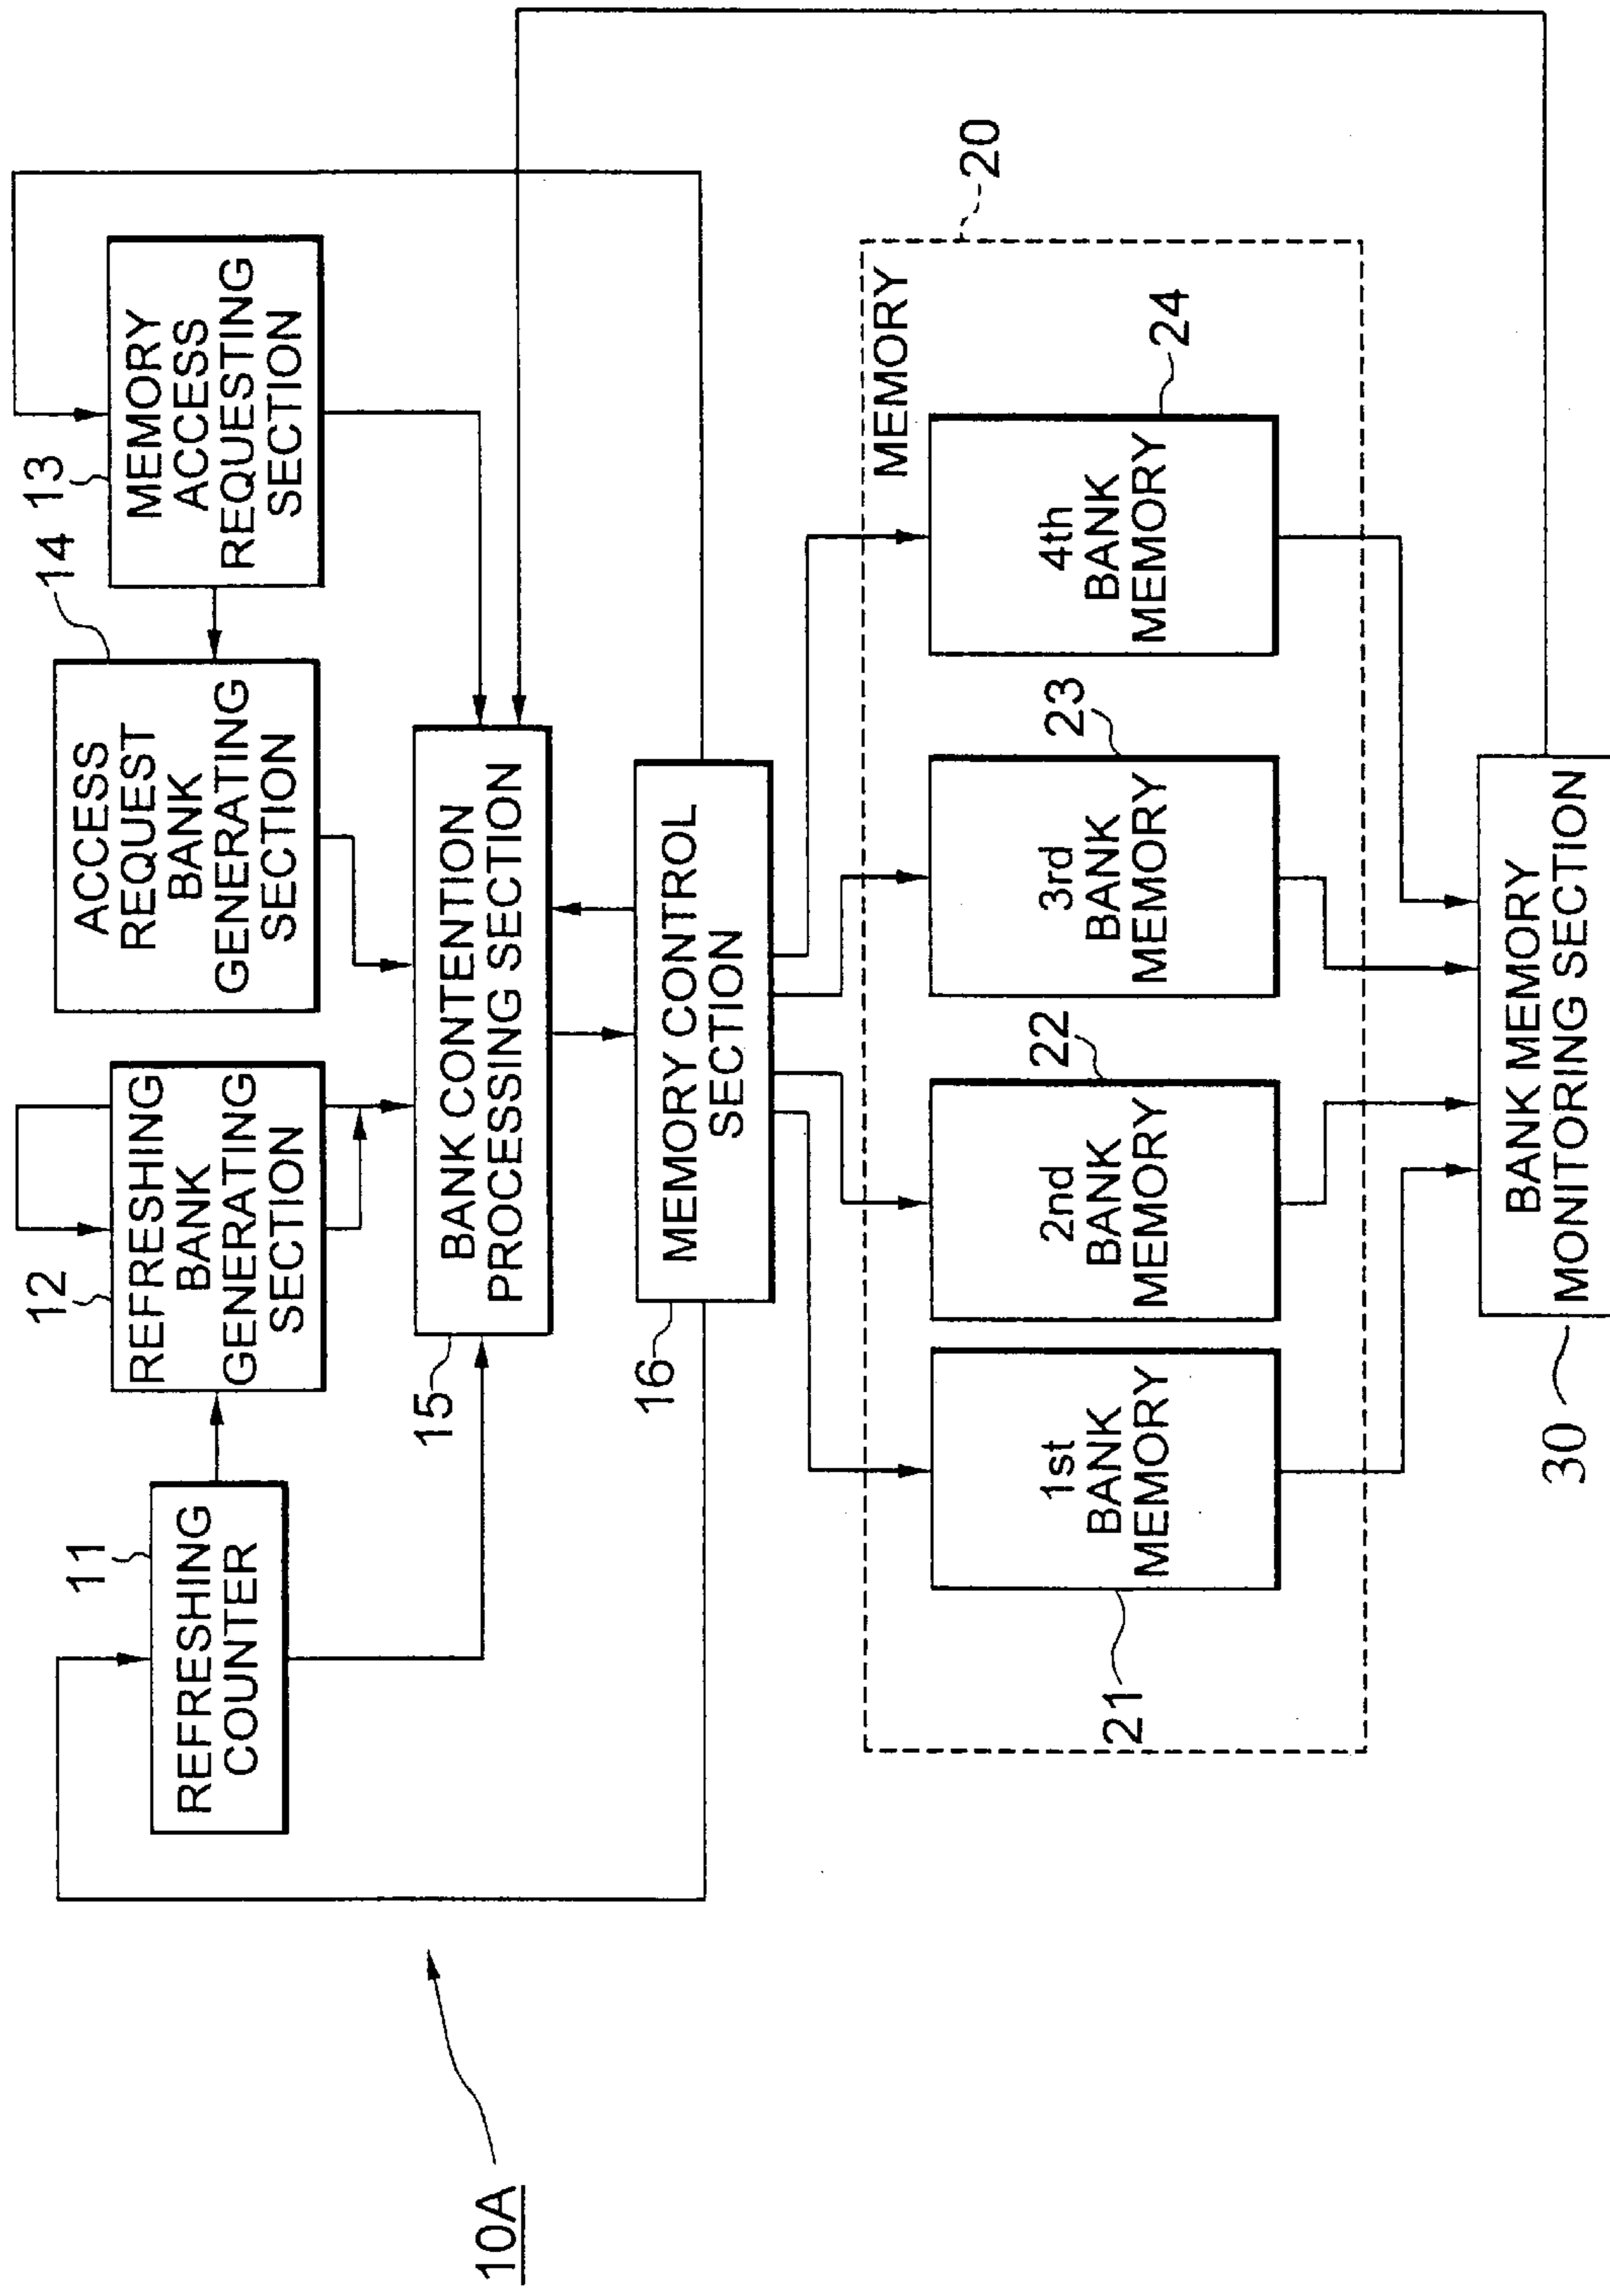 10A
11
REFRESHING
COUNTER
12
REFRESHING
BANK
GENERATING
SECTION
14
ACCESS
REQUEST
BANK
GENERATING
SECTION
13
MEMORY
ACCESS
REQUESTING
SECTION
15
BANK CONTENTION
PROCESSING SECTION
16
MEMORY CONTROL
SECTION
20
MEMORY
21
1st
BANK
MEMORY
22
2nd
BANK
MEMORY
23
3rd
BANK
MEMORY
24
4th
BANK
MEMORY
30
BANK MEMORY
MONITORING SECTION